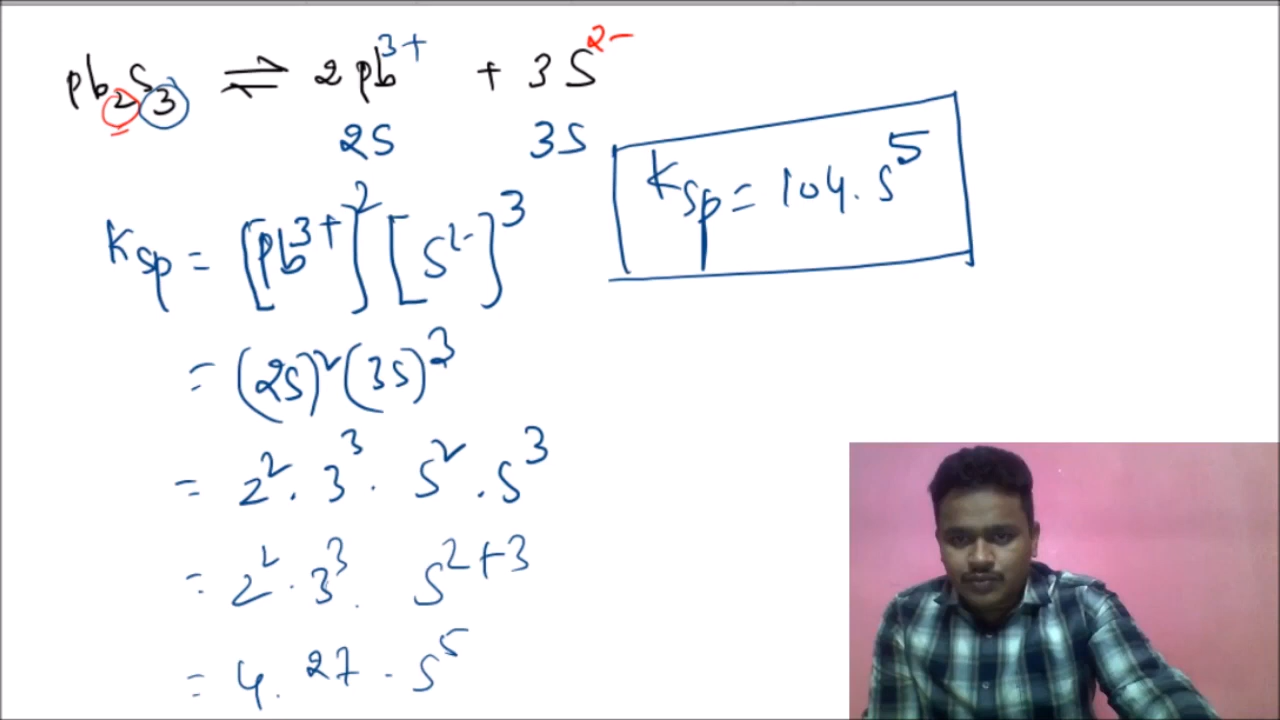 pb₂S₃ ⇌ 2pb³⁺ + 3S²⁻
2S 3S
Ksp = 104. S⁵
Ksp = [pb³⁺]² [S²⁻]³
= (2S)² (3S)³
= 2² . 3³ . S² . S³
= 2² . 3³ . S²⁺³
= 4 . 27 . S⁵